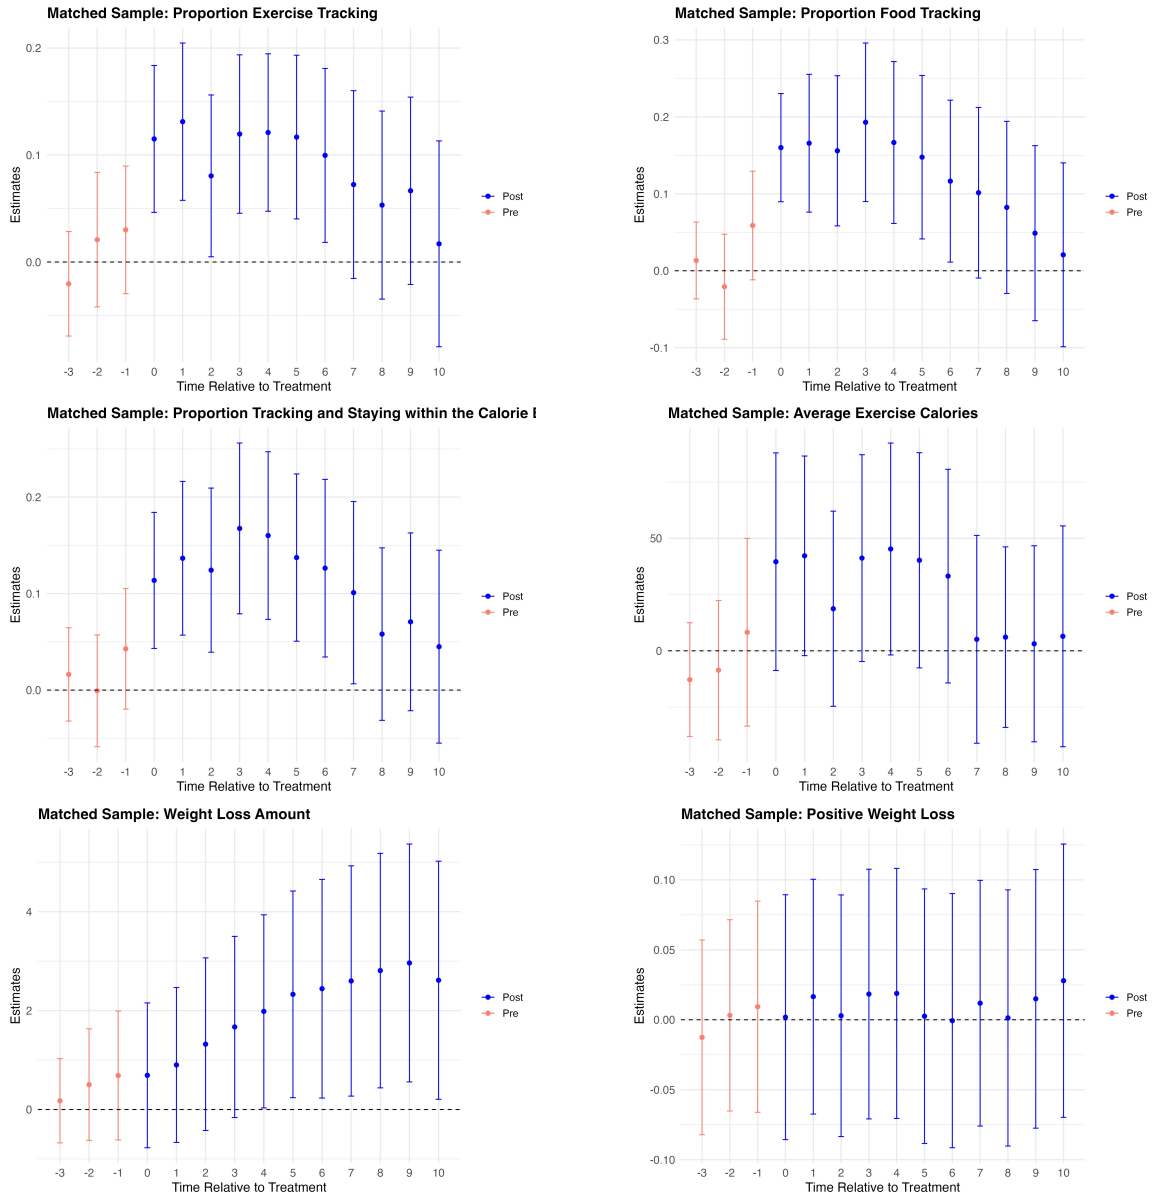 Matched Sample: Proportion Exercise Tracking
0.2
0.1
0.0
Estimates
-3 -2 -1 0 1 2 3 4 5 6 7 8 9 10
Time Relative to Treatment
Post
Pre
Matched Sample: Proportion Food Tracking
0.3
0.2
0.1
0.0
-0.1
Estimates
-3 -2 -1 0 1 2 3 4 5 6 7 8 9 10
Time Relative to Treatment
Post
Pre
Matched Sample: Proportion Tracking and Staying within the Calorie
0.2
0.1
0.0
Estimates
-3 -2 -1 0 1 2 3 4 5 6 7 8 9 10
Time Relative to Treatment
Post
Pre
Matched Sample: Average Exercise Calories
50
0
Estimates
-3 -2 -1 0 1 2 3 4 5 6 7 8 9 10
Time Relative to Treatment
Post
Pre
Matched Sample: Weight Loss Amount
4
2
0
Estimates
-3 -2 -1 0 1 2 3 4 5 6 7 8 9 10
Time Relative to Treatment
Post
Pre
Matched Sample: Positive Weight Loss
0.10
0.05
0.00
-0.05
-0.10
Estimates
-3 -2 -1 0 1 2 3 4 5 6 7 8 9 10
Time Relative to Treatment
Post
Pre